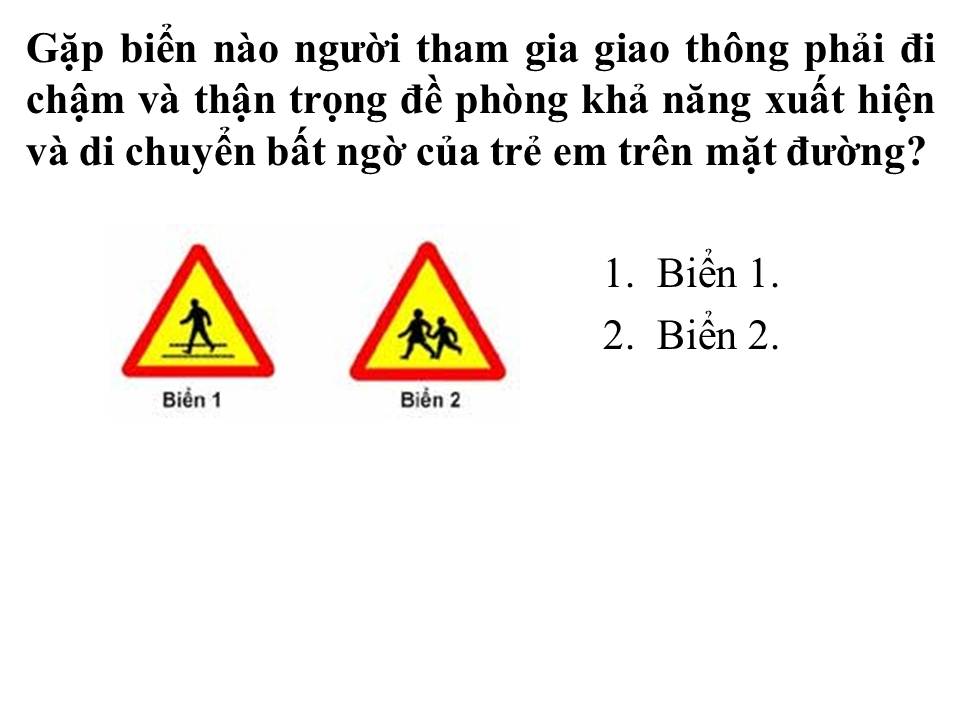 Gặp biển nào người tham gia giao thông phải đi
chậm và thận trọng đề phòng khả năng xuất hiện
và di chuyển bất ngờ của trẻ em trên mặt đường?
1. Biển 1.
2. Biển 2.
Biển 1
Biển 2